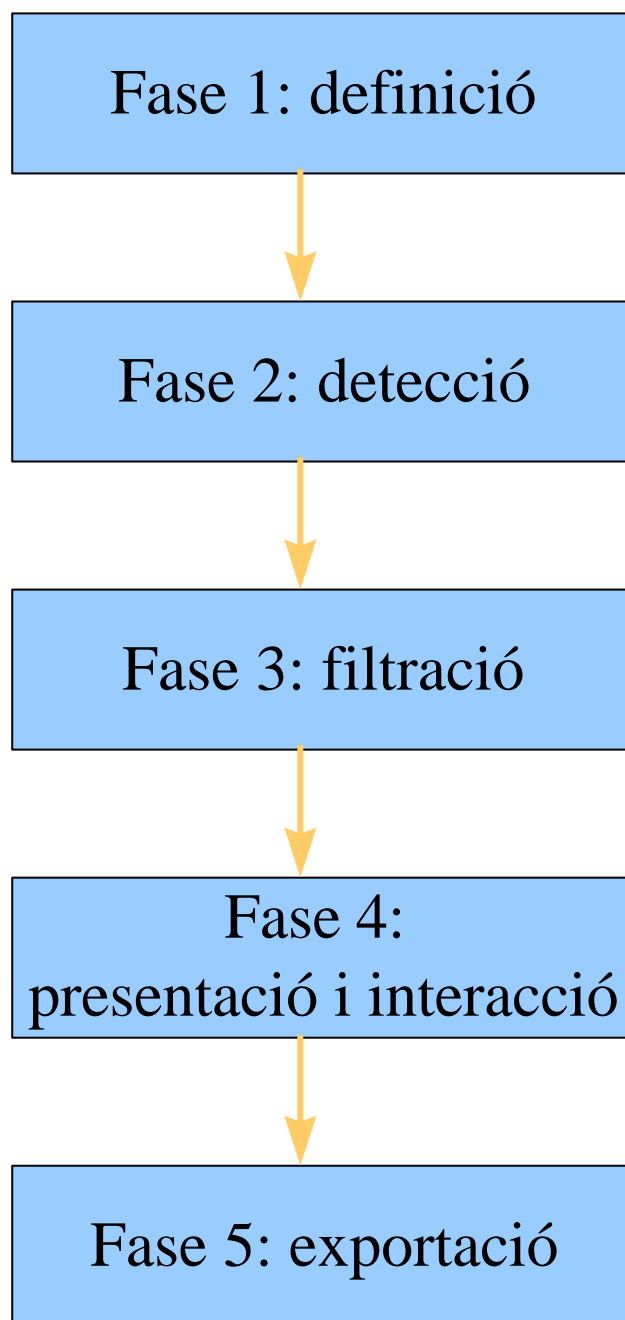 Fase 1: definició
Fase 2: detecció
Fase 3: filtració
Fase 4:
presentació i interacció
Fase 5: exportació